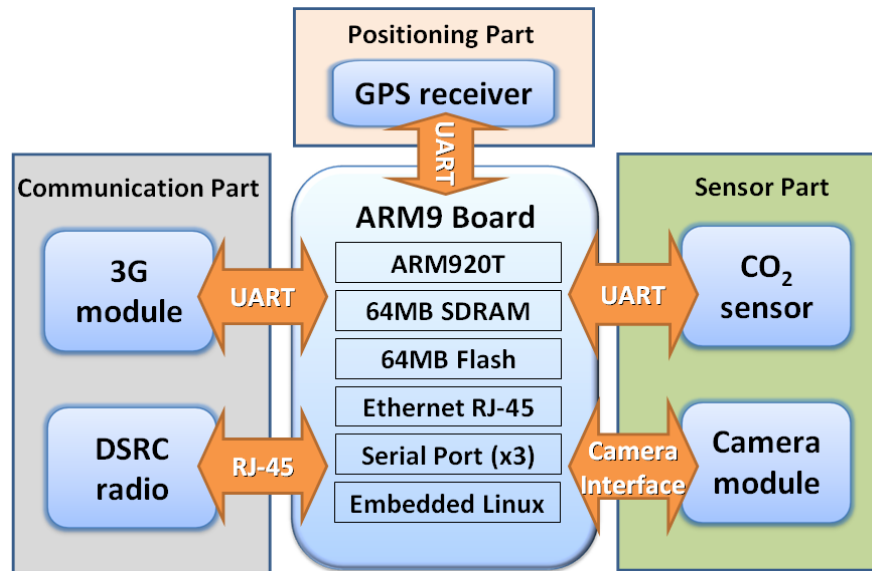 Positioning Part
GPS receiver
UART
Communication Part
3G
module
UART
DSRC
radio
RJ-45
ARM9 Board
ARM920T
64MB SDRAM
64MB Flash
Ethernet RJ-45
Serial Port (x3)
Embedded Linux
Sensor Part
UART
CO₂
sensor
Camera
Interface
Camera
module